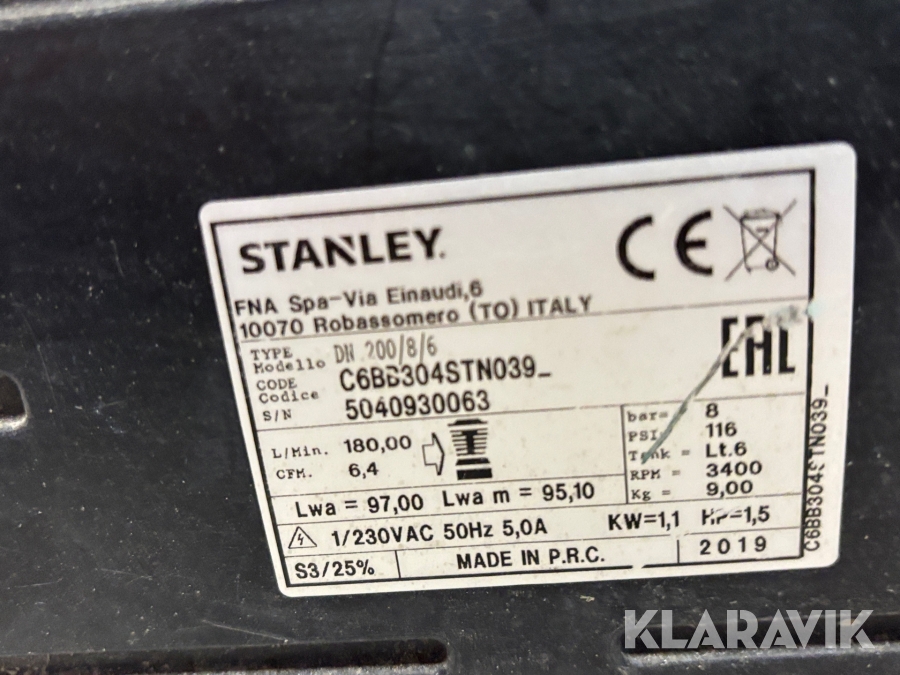 STANLEY.
CE
FNA Spa-Via Einaudi,6
10070 Robassomero (TO) ITALY
EAC
TYPE
Modello DN 200/8/6
CODE
Codice C6BB304STN039_
S/N 5040930063
L/Min. 180,00
CFM. 6,4
bar= 8
PSI 116
Tank = Lt.6
RPM = 3400
Kg = 9,00
Lwa = 97,00 Lwa m = 95,10
1/230VAC 50Hz 5,0A KW=1,1 HP=1,5
S3/25% MADE IN P.R.C. 2019
C6BB304STN039_
KLARAVIK